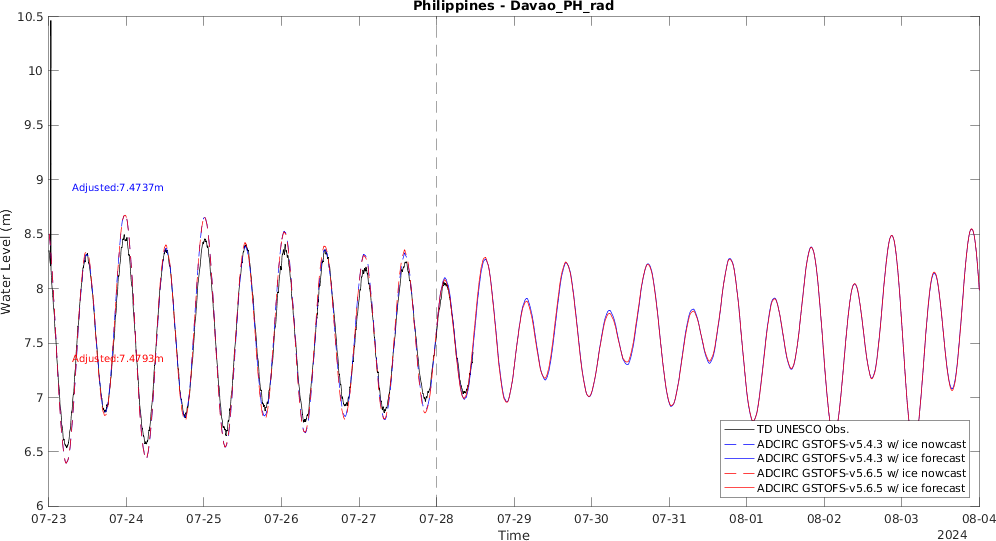 Philippines - Davao_PH_rad
10.5
10
9.5
9
8.5
8
7.5
7
6.5
6
Water Level (m)
Adjusted:7.4737m
Adjusted:7.4793m
TD UNESCO Obs.
ADCIRC GSTOFS-v5.4.3 w/ ice nowcast
ADCIRC GSTOFS-v5.4.3 w/ ice forecast
ADCIRC GSTOFS-v5.6.5 w/ ice nowcast
ADCIRC GSTOFS-v5.6.5 w/ ice forecast
07-23 07-24 07-25 07-26 07-27 07-28 07-29 07-30 07-31 08-01 08-02 08-03 08-04
Time
2024